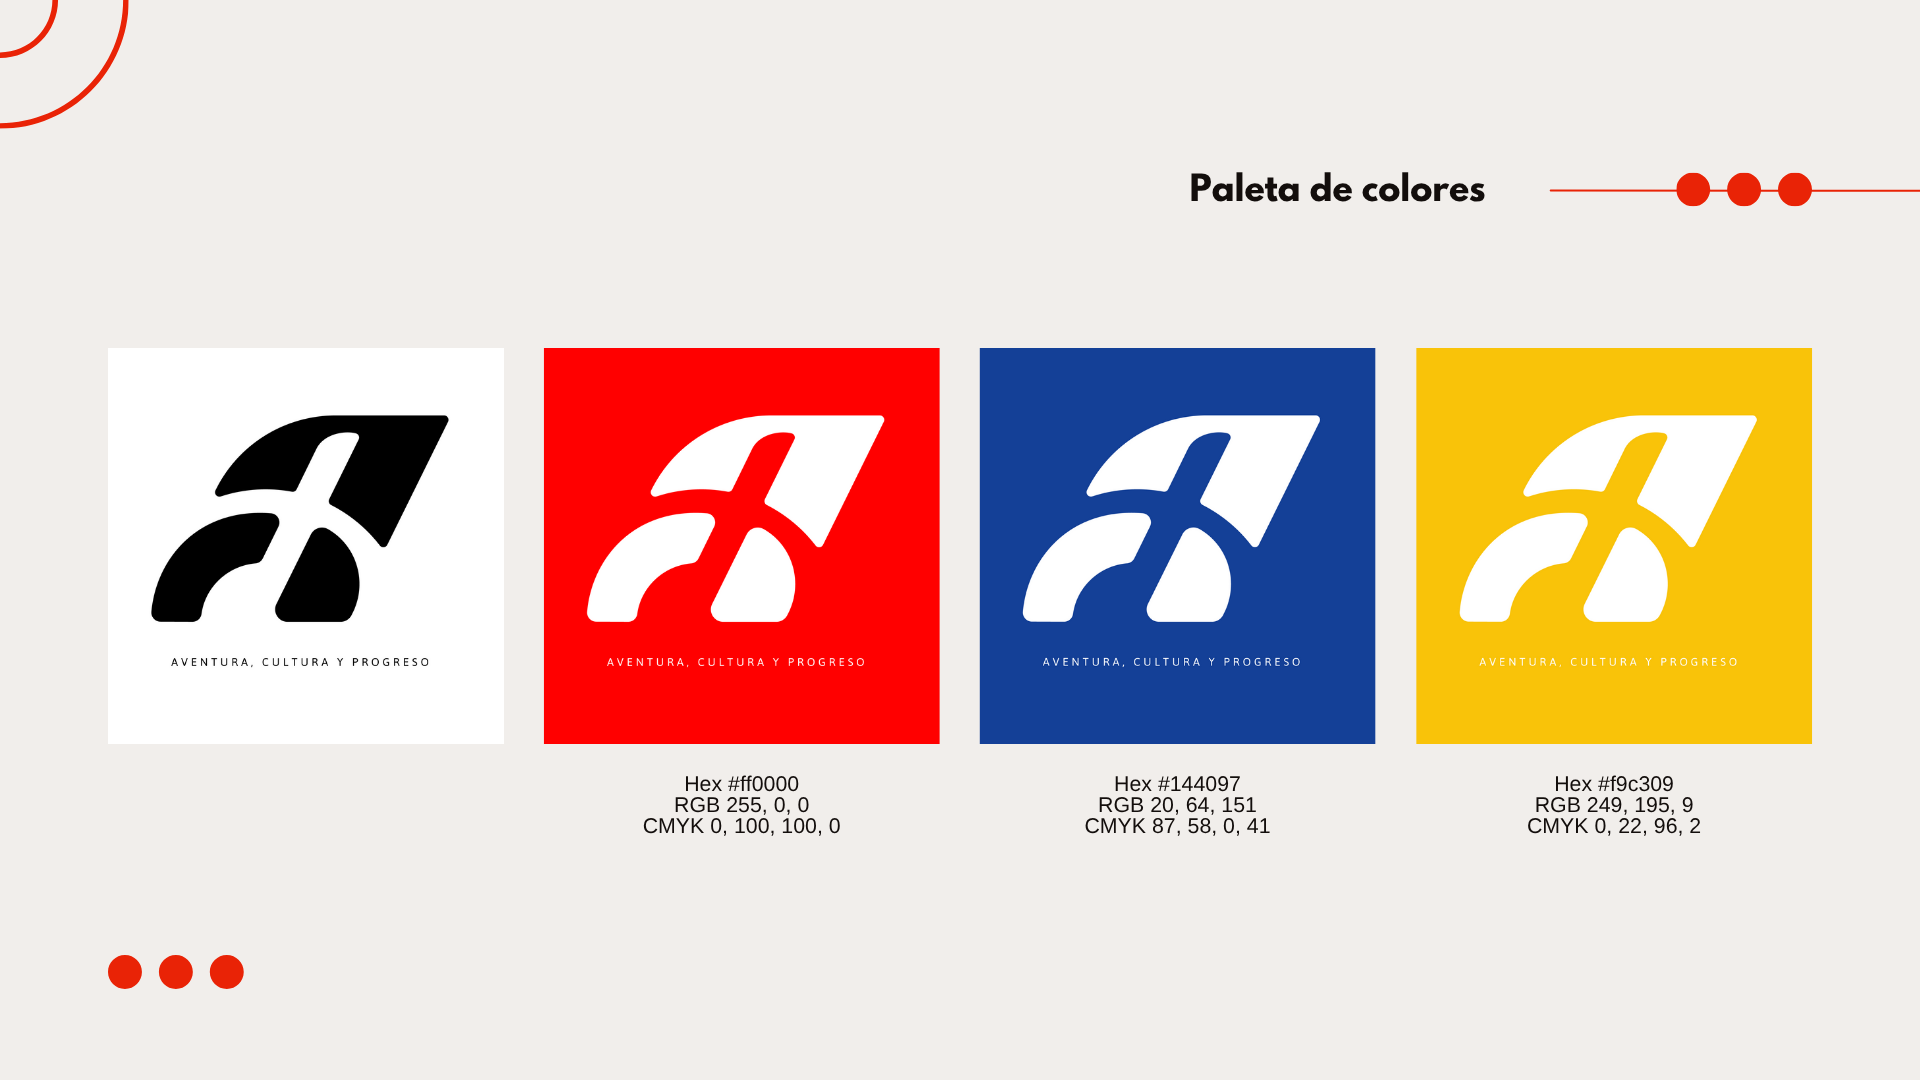 Paleta de colores
AVENTURA, CULTURA Y PROGRESO
AVENTURA, CULTURA Y PROGRESO
AVENTURA, CULTURA Y PROGRESO
AVENTURA, CULTURA Y PROGRESO
Hex #ff0000
RGB 255, 0, 0
CMYK 0, 100, 100, 0
Hex #144097
RGB 20, 64, 151
CMYK 87, 58, 0, 41
Hex #f9c309
RGB 249, 195, 9
CMYK 0, 22, 96, 2